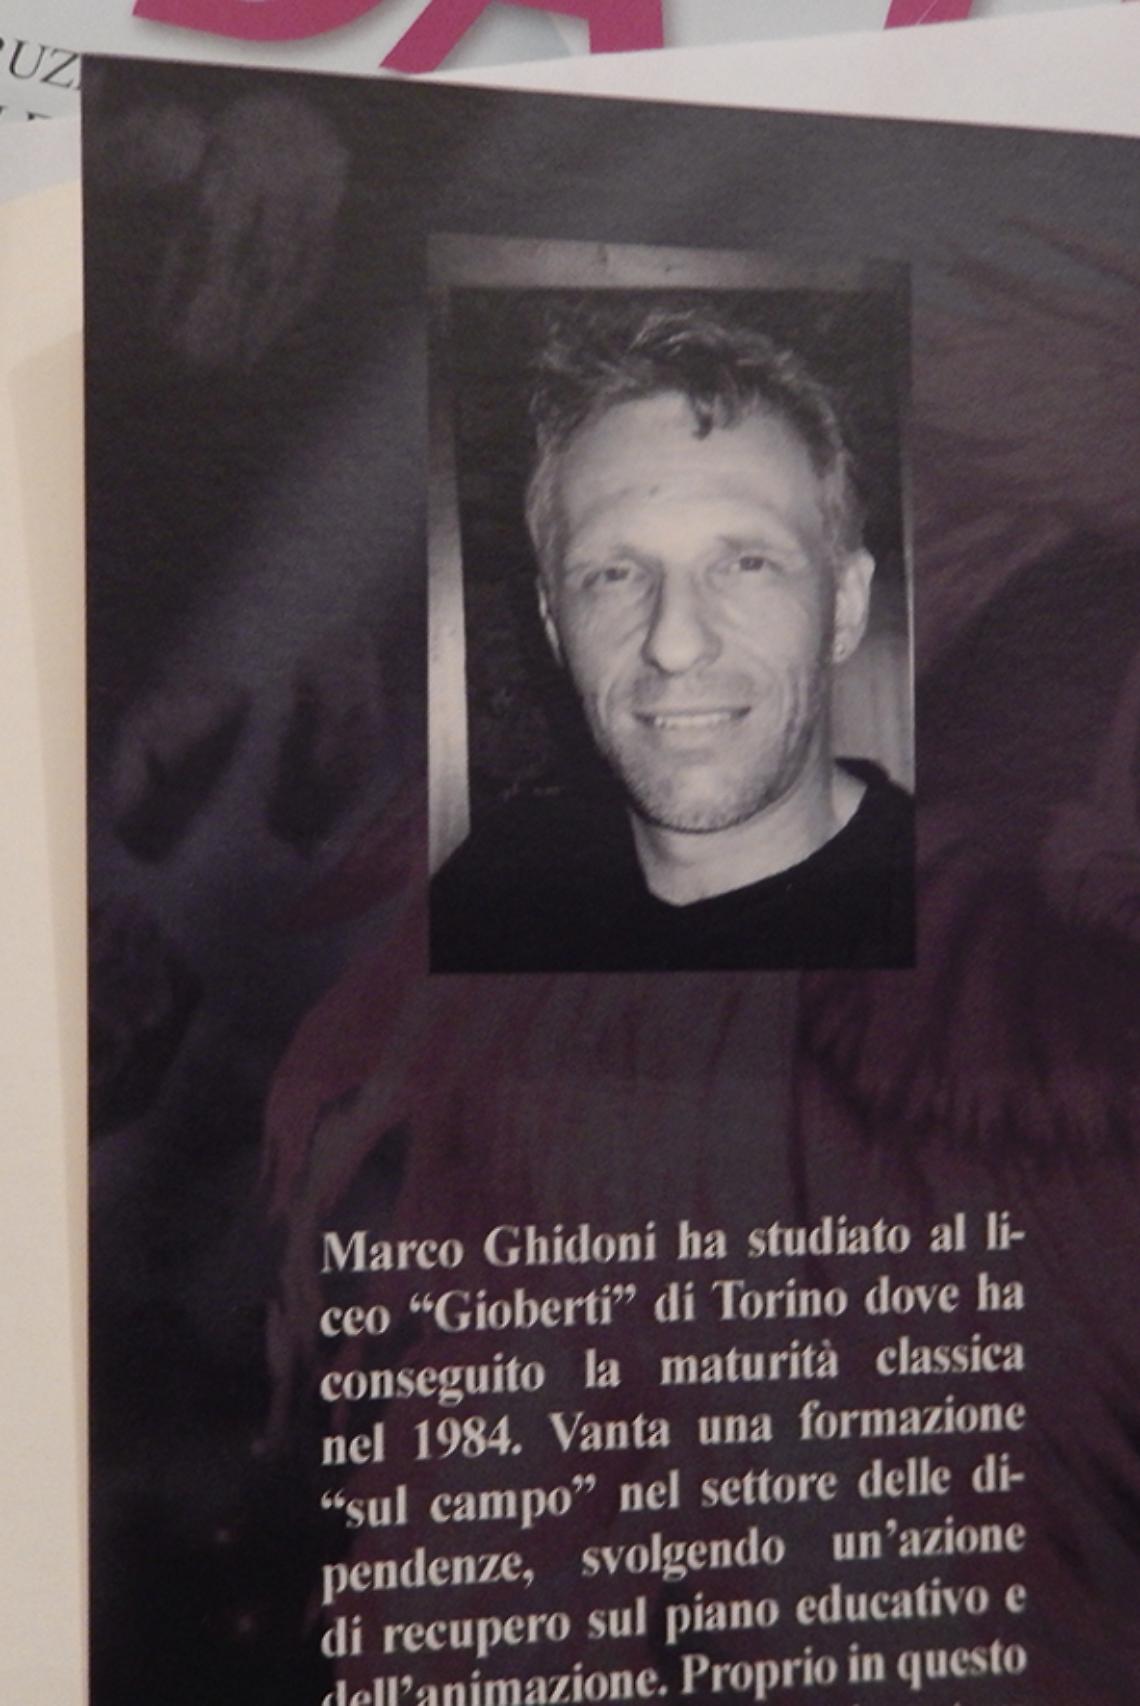 Marco Ghidoni ha studiato al li-
ceo “Gioberti” di Torino dove ha
conseguito la maturità classica
nel 1984. Vanta una formazione
“sul campo” nel settore delle di-
pendenze, svolgendo un’azione
di recupero sul piano educativo e
dell’animazione. Proprio in questo